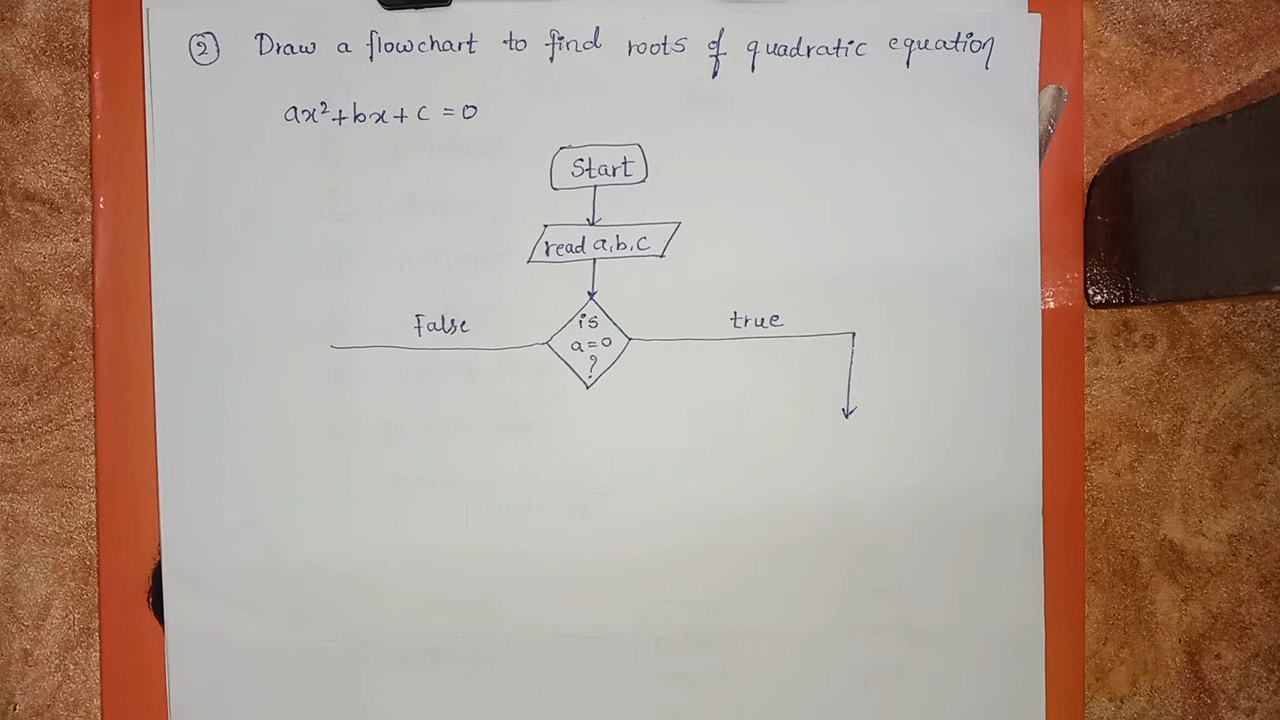 ② Draw a flowchart to find roots of quadratic equation
ax²+bx+c=0
Start
read a,b,c
False
is
a=0
?
true